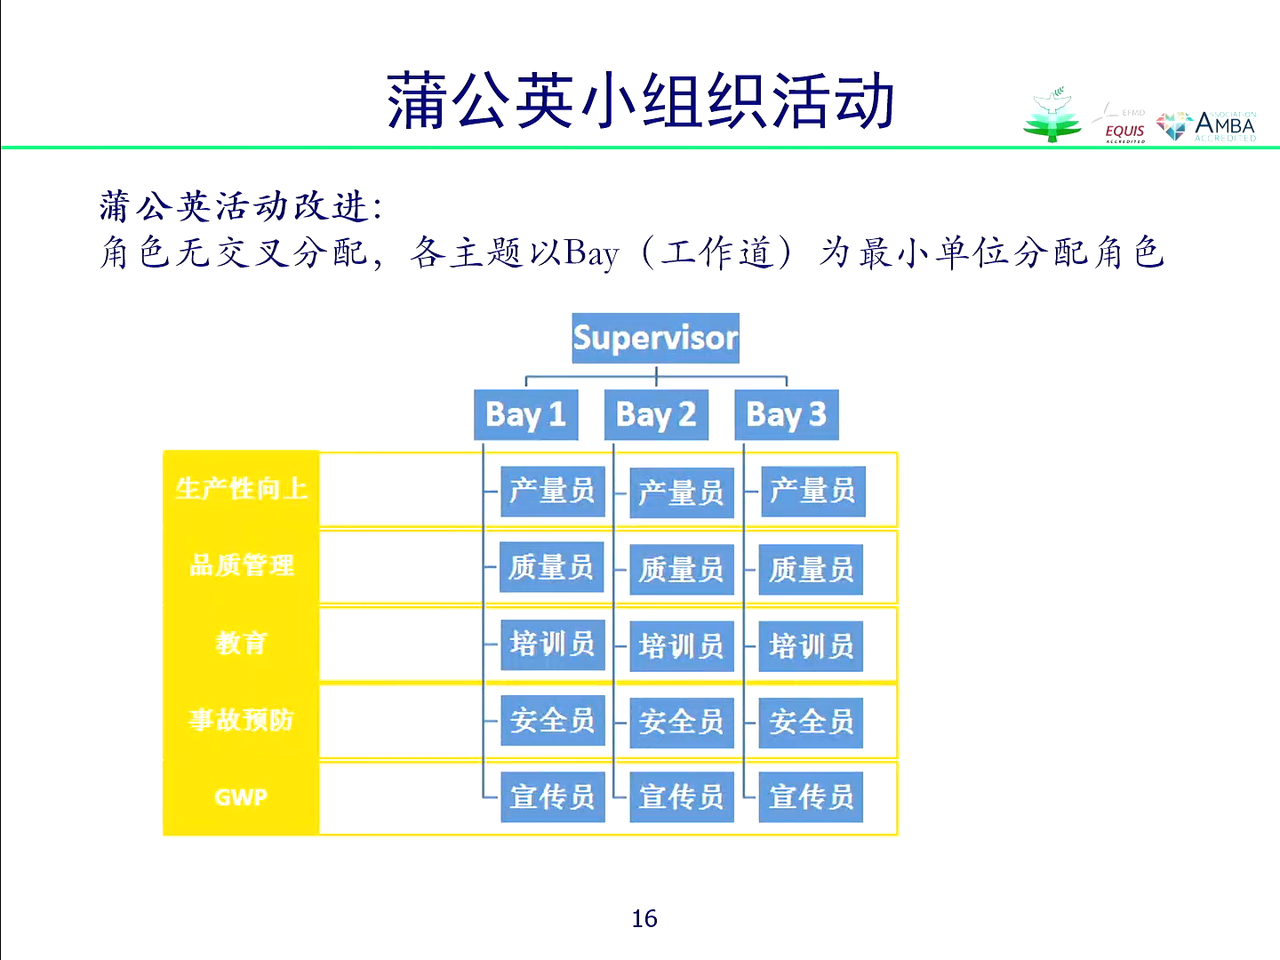 蒲公英小组织活动
EFMD
EQUIS
ACCREDITED
ASSOCIATION
AMBA
ACCREDITED
蒲公英活动改进：
角色无交叉分配，各主题以Bay（工作道）为最小单位分配角色
Supervisor
Bay 1 Bay 2 Bay 3
生产性向上 产量员 产量员 产量员
品质管理 质量员 质量员 质量员
教育 培训员 培训员 培训员
事故预防 安全员 安全员 安全员
GWP 宣传员 宣传员 宣传员
16